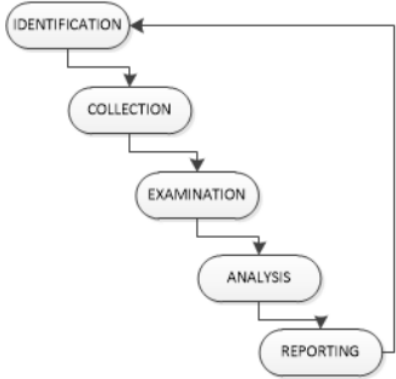 IDENTIFICATION
COLLECTION
EXAMINATION
ANALYSIS
REPORTING